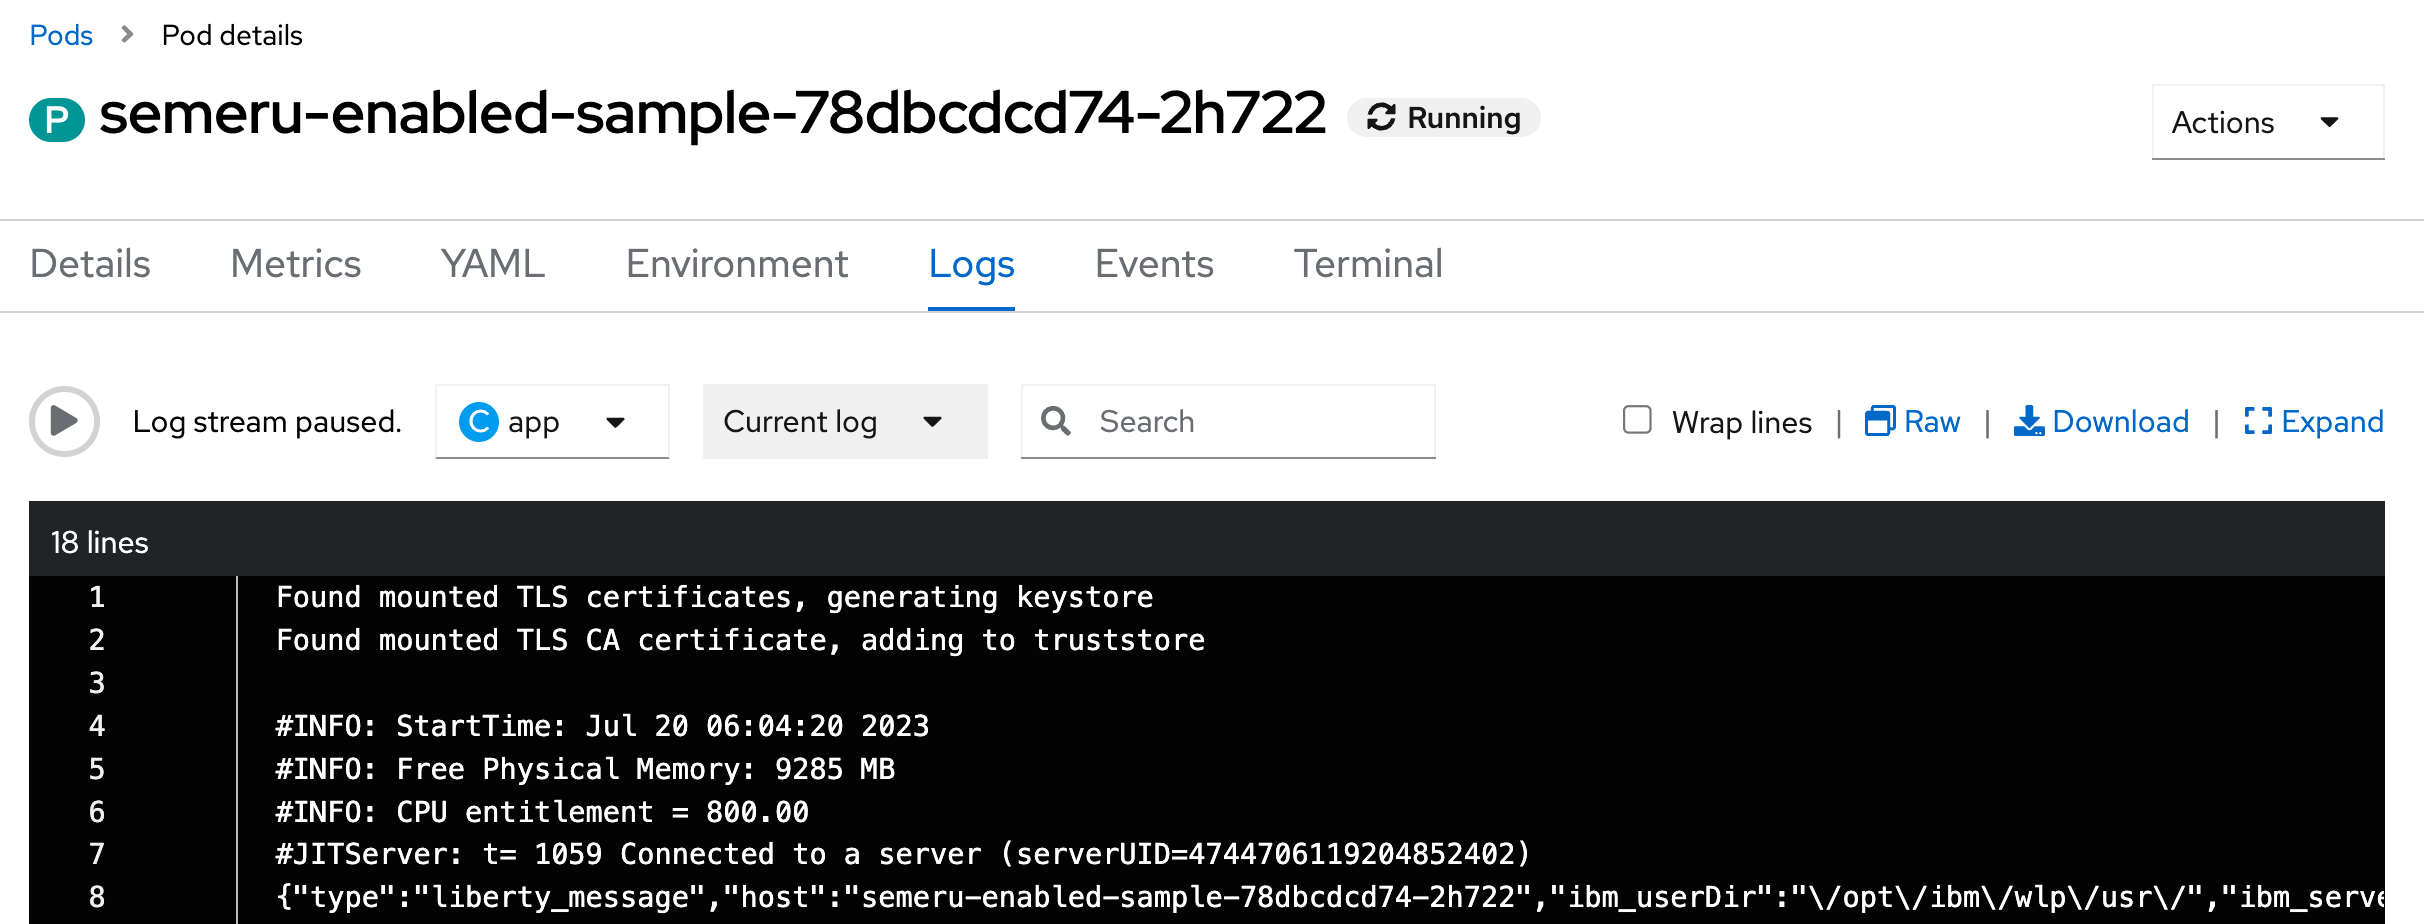 Pods > Pod details
P semeru-enabled-sample-78dbcdcd74-2h722 Running
Actions
Details Metrics YAML Environment Logs Events Terminal
Log stream paused. C app Current log Search Wrap lines | Raw | Download | Expand
18 lines
1 Found mounted TLS certificates, generating keystore
2 Found mounted TLS CA certificate, adding to truststore
3
4 #INFO: StartTime: Jul 20 06:04:20 2023
5 #INFO: Free Physical Memory: 9285 MB
6 #INFO: CPU entitlement = 800.00
7 #JITServer: t= 1059 Connected to a server (serverUID=4744706119204852402)
8 {"type":"liberty_message","host":"semeru-enabled-sample-78dbcdcd74-2h722","ibm_userDir":"\/opt\/ibm\/wlp\/usr\/","ibm_serve